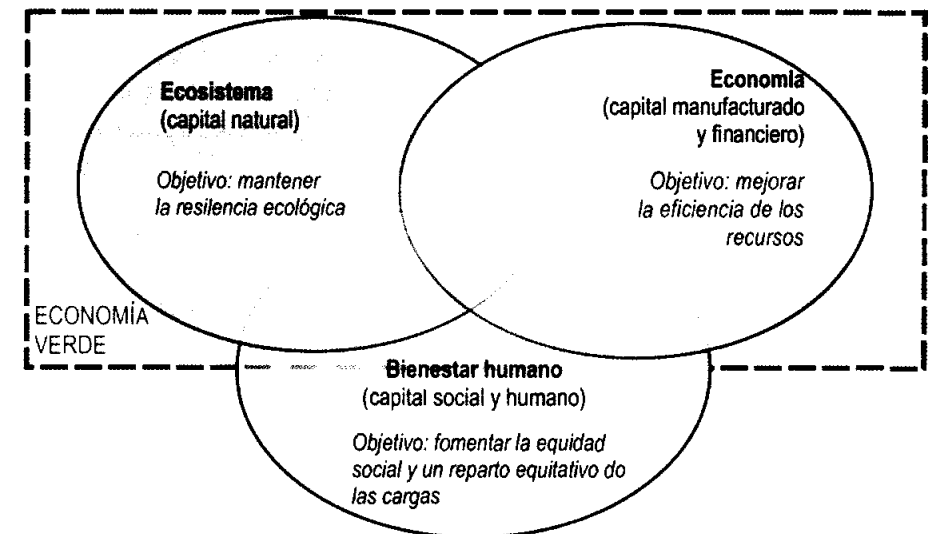 Ecosistema
(capital natural)
Objetivo: mantener
la resilencia ecológica
Economía
(capital manufacturado
y financiero)
Objetivo: mejorar
la eficiencia de los
recursos
ECONOMÍA
VERDE
Bienestar humano
(capital social y humano)
Objetivo: fomentar la equidad
social y un reparto equitativo do
las cargas